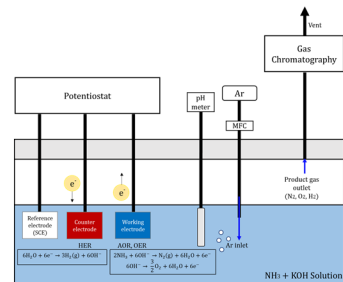 Vent
Gas
Chromatography
Potentiostat
pH
meter
Ar
MFC
e⁻
e⁻
Product gas
outlet
(N₂, O₂, H₂)
Reference
electrode
(SCE)
Counter
electrode
Working
electrode
Ar inlet
HER
AOR, OER
6H₂O + 6e⁻ → 3H₂(g) + 6OH⁻
2NH₃ + 6OH⁻ → N₂(g) + 6H₂O + 6e⁻
6OH⁻ → 3/2 O₂ + 6H₂O + 6e⁻
NH₃ + KOH Solution